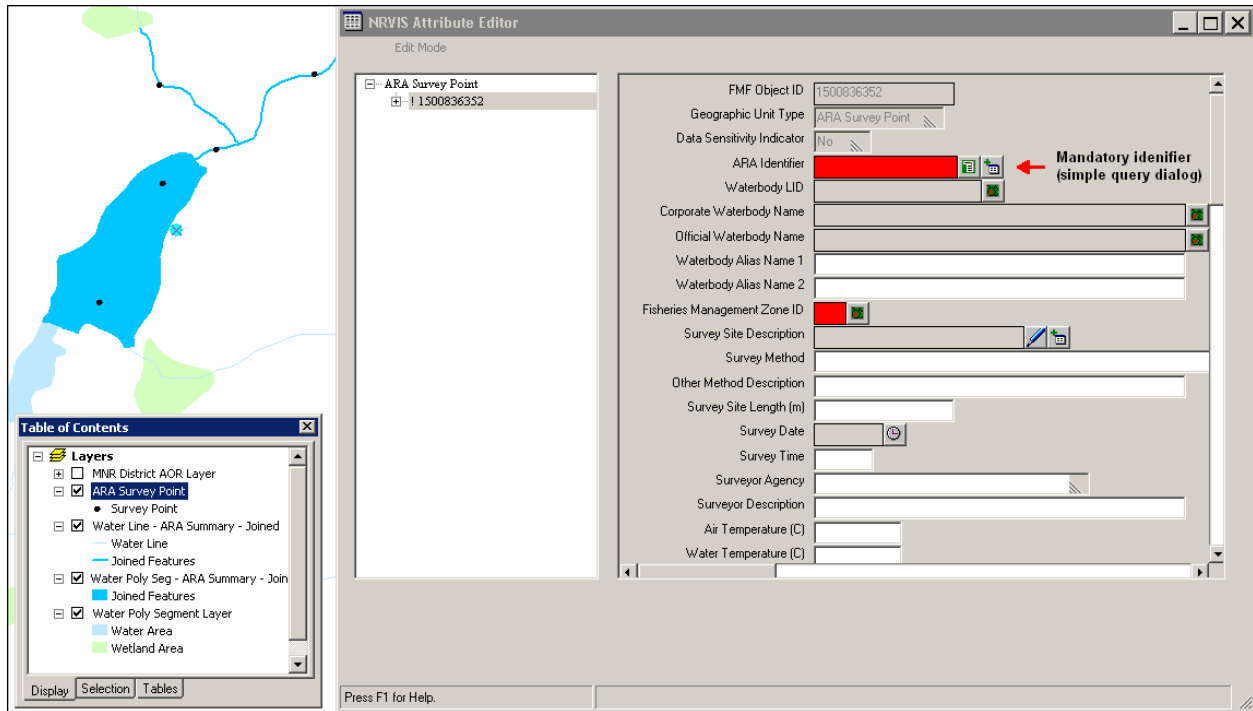 NRVIS Attribute Editor
Edit Mode
ARA Survey Point
! 1500836352
FMF Object ID 1500836352
Geographic Unit Type ARA Survey Point
Data Sensitivity Indicator No
ARA Identifier
Mandatory idenifier
(simple query dialog)
Waterbody LID
Corporate Waterbody Name
Official Waterbody Name
Waterbody Alias Name 1
Waterbody Alias Name 2
Fisheries Management Zone ID
Survey Site Description
Survey Method
Other Method Description
Survey Site Length (m)
Survey Date
Survey Time
Surveyor Agency
Surveyor Description
Air Temperature (C)
Water Temperature (C)
Table of Contents
Layers
MNR District AOR Layer
ARA Survey Point
Survey Point
Water Line - ARA Summary - Joined
Water Line
Joined Features
Water Poly Seg - ARA Summary - Join
Joined Features
Water Poly Segment Layer
Water Area
Wetland Area
Display Selection Tables
Press F1 for Help.